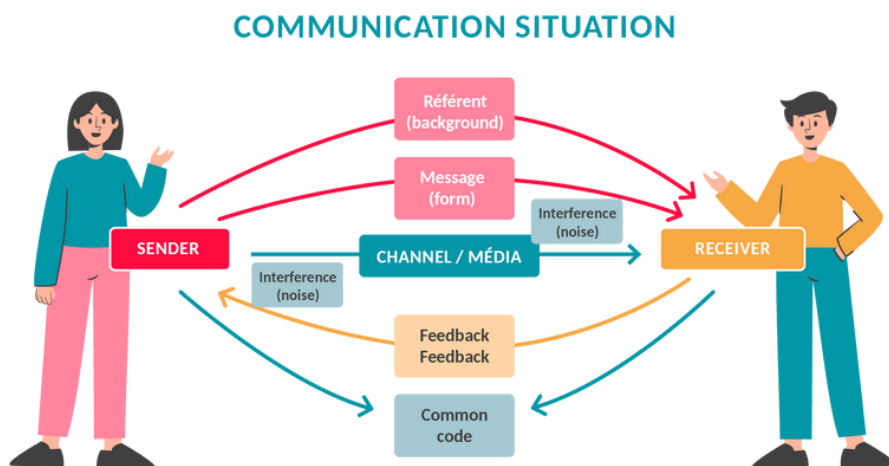 COMMUNICATION SITUATION
Référent
(background)
Message
(form)
Interference
(noise)
SENDER
CHANNEL / MÉDIA
RECEIVER
Interference
(noise)
Feedback
Feedback
Common
code